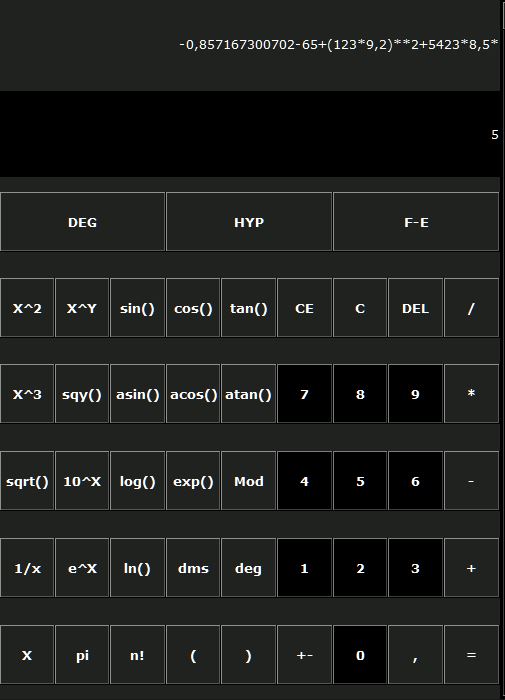 -0,857167300702-65+(123*9,2)**2+5423*8,5*
5
DEG HYP F-E
X^2 X^Y sin() cos() tan() CE C DEL /
X^3 sqy() asin() acos() atan() 7 8 9 *
sqrt() 10^X log() exp() Mod 4 5 6 -
1/x e^X ln() dms deg 1 2 3 +
X pi n! ( ) +- 0 , =